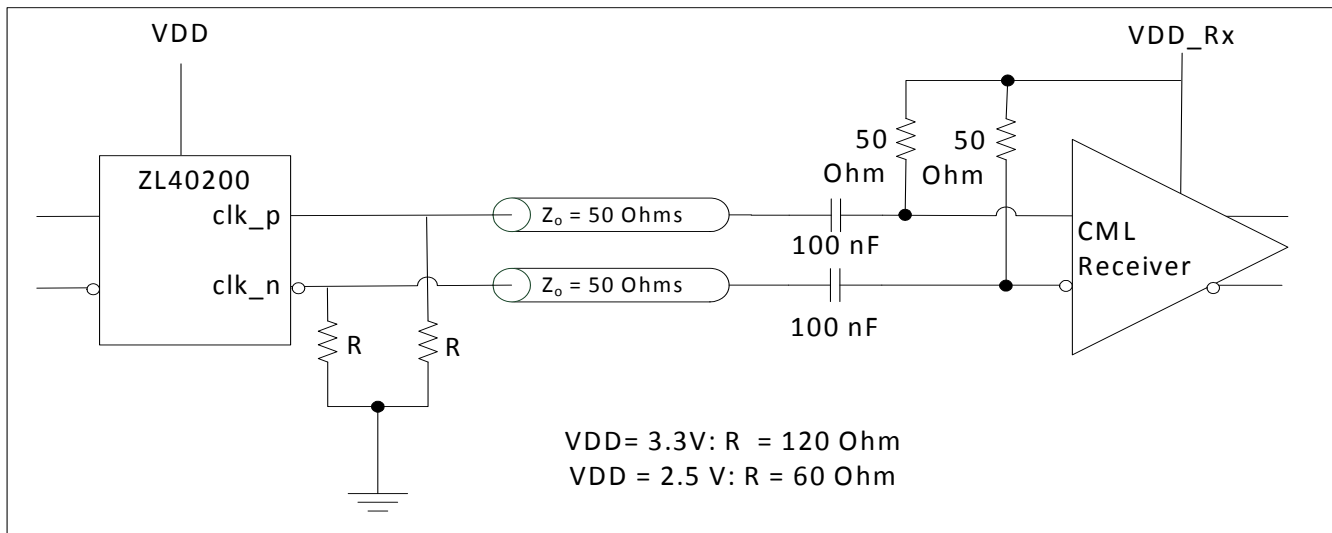 VDD
VDD_Rx
ZL40200
clk_p
clk_n
R
R
Zo = 50 Ohms
Zo = 50 Ohms
100 nF
100 nF
50
Ohm
50
Ohm
CML
Receiver
VDD= 3.3V: R = 120 Ohm
VDD = 2.5 V: R = 60 Ohm